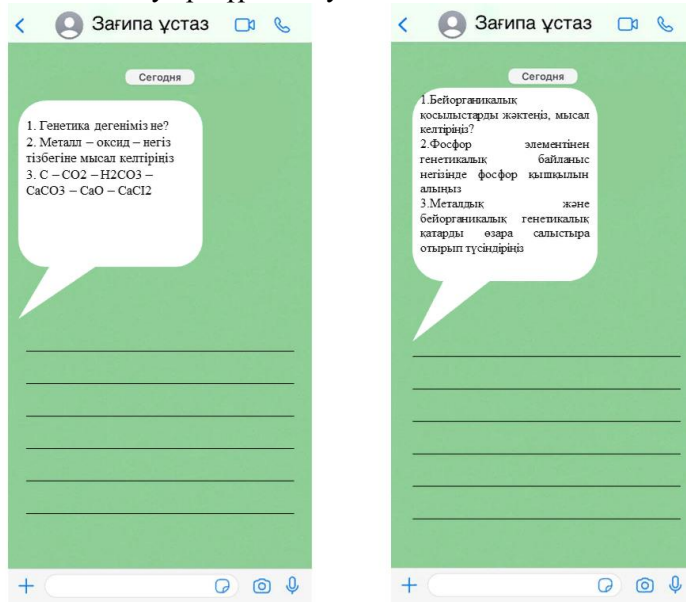 Зағипа ұстаз
Сегодня
1. Генетика дегеніміз не?
2. Металл – оксид – негіз
тізбегіне мысал келтіріңіз
3. C – CO2 – H2CO3 –
CaCO3 – CaO – CaCI2
Зағипа ұстаз
Сегодня
1.Бейорганикалық
қосылыстарды жәктеңіз, мысал
келтіріңіз?
2.Фосфор элементінен
генетикалық байланыс
негізінде фосфор қышқылын
алыңыз
3.Металдық және
бейорганикалық генетикалық
қатарды өзара салыстыра
отырып түсіндіріңіз